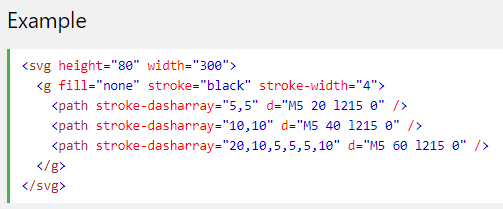 Example
<svg height="80" width="300">
<g fill="none" stroke="black" stroke-width="4">
<path stroke-dasharray="5,5" d="M5 20 l215 0" />
<path stroke-dasharray="10,10" d="M5 40 l215 0" />
<path stroke-dasharray="20,10,5,5,5,10" d="M5 60 l215 0" />
</g>
</svg>